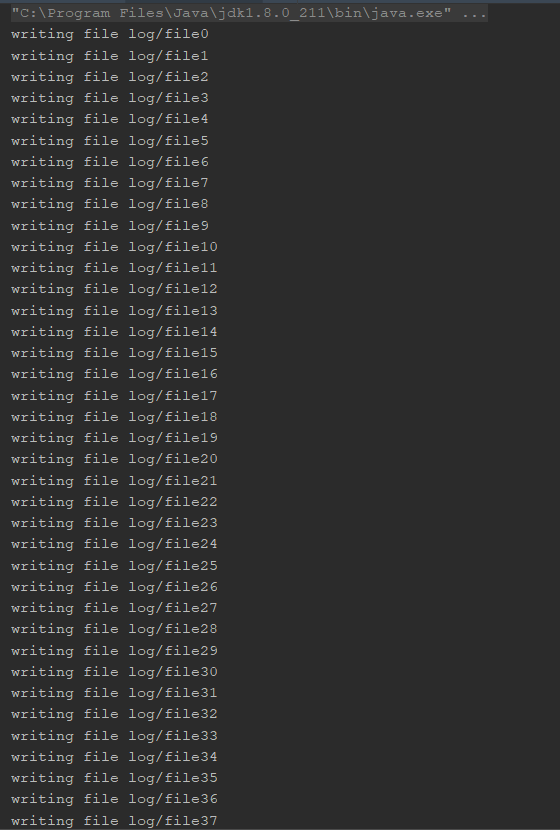 "C:\Program Files\Java\jdk1.8.0_211\bin\java.exe" ...
writing file log/file0
writing file log/file1
writing file log/file2
writing file log/file3
writing file log/file4
writing file log/file5
writing file log/file6
writing file log/file7
writing file log/file8
writing file log/file9
writing file log/file10
writing file log/file11
writing file log/file12
writing file log/file13
writing file log/file14
writing file log/file15
writing file log/file16
writing file log/file17
writing file log/file18
writing file log/file19
writing file log/file20
writing file log/file21
writing file log/file22
writing file log/file23
writing file log/file24
writing file log/file25
writing file log/file26
writing file log/file27
writing file log/file28
writing file log/file29
writing file log/file30
writing file log/file31
writing file log/file32
writing file log/file33
writing file log/file34
writing file log/file35
writing file log/file36
writing file log/file37